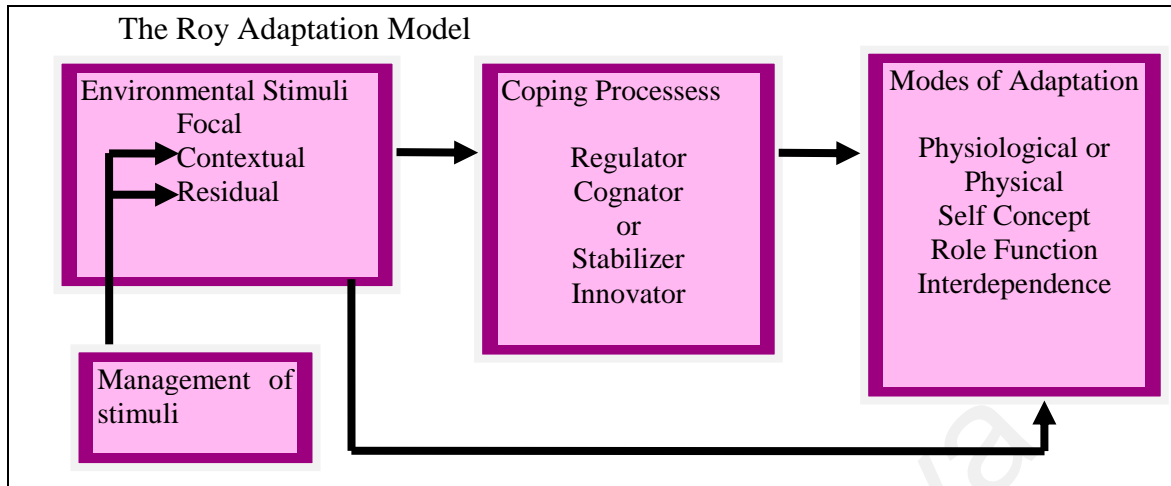 The Roy Adaptation Model
Environmental Stimuli
Focal
Contextual
Residual
Coping Processess
Regulator
Cognator
or
Stabilizer
Innovator
Modes of Adaptation
Physiological or
Physical
Self Concept
Role Function
Interdependence
Management of
stimuli